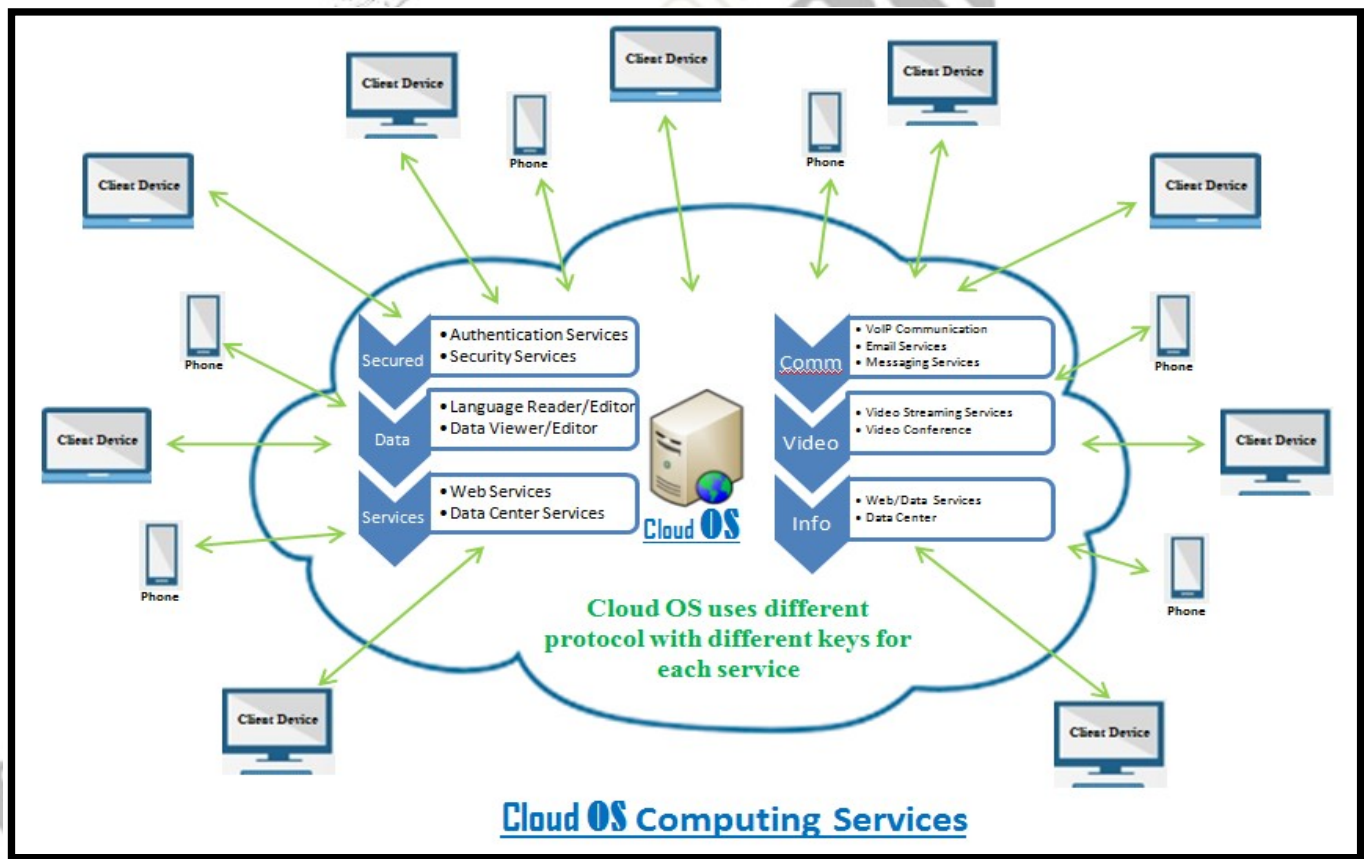 Client Device
Client Device
Client Device
Phone
Phone
Client Device
Client Device
Phone
Phone
Client Device
Client Device
Phone
Phone
Client Device
Client Device
Secured
• Authentication Services
• Security Services
Data
• Language Reader/Editor
• Data Viewer/Editor
Services
• Web Services
• Data Center Services
Cloud OS
Comm
• VoIP Communication
• Email Services
• Messaging Services
Video
• Video Streaming Services
• Video Conference
Info
• Web/Data Services
• Data Center
Cloud OS uses different
protocol with different keys for
each service
Cloud OS Computing Services